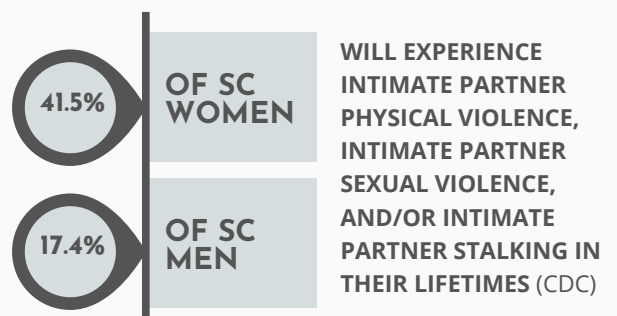 41.5%
OF SC
WOMEN
17.4%
OF SC
MEN
WILL EXPERIENCE
INTIMATE PARTNER
PHYSICAL VIOLENCE,
INTIMATE PARTNER
SEXUAL VIOLENCE,
AND/OR INTIMATE
PARTNER STALKING IN
THEIR LIFETIMES (CDC)